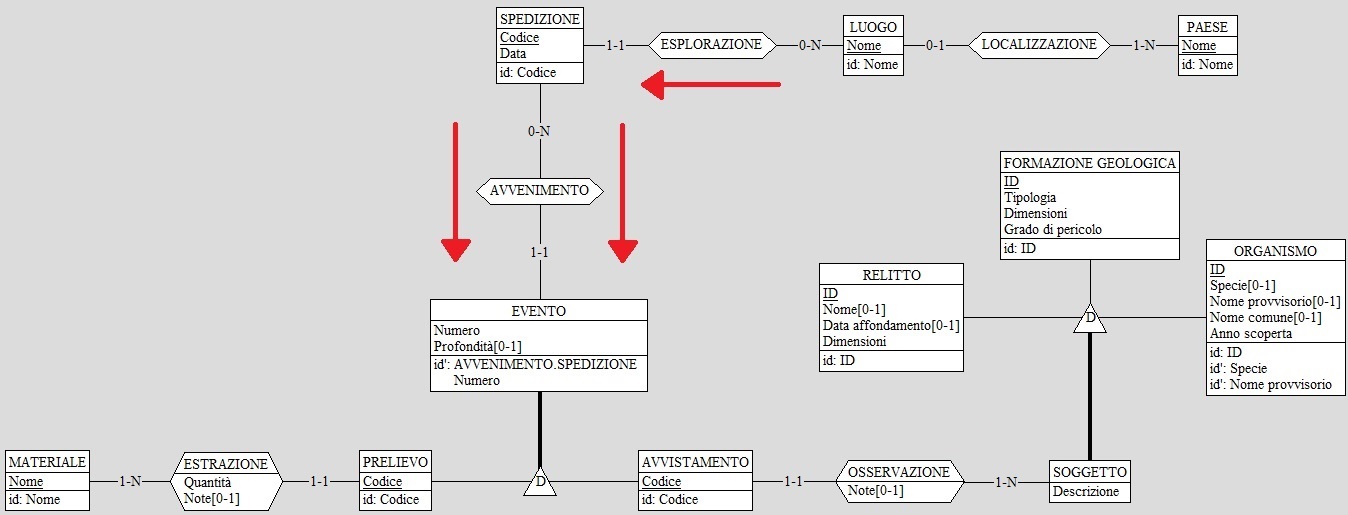 SPEDIZIONE
Codice
Data
id: Codice
1-1
ESPLORAZIONE
0-N
LUOGO
Nome
id: Nome
0-1
LOCALIZZAZIONE
1-N
PAESE
Nome
id: Nome
0-N
AVVENIMENTO
1-1
EVENTO
Numero
Profondità[0-1]
id': AVVENIMENTO.SPEDIZIONE
Numero
FORMAZIONE GEOLOGICA
ID
Tipologia
Dimensioni
Grado di pericolo
id: ID
RELITTO
ID
Nome[0-1]
Data affondamento[0-1]
Dimensioni
id: ID
D
ORGANISMO
ID
Specie[0-1]
Nome provvisorio[0-1]
Nome comune[0-1]
Anno scoperta
id: ID
id': Specie
id': Nome provvisorio
MATERIALE
Nome
id: Nome
1-N
ESTRAZIONE
Quantità
Note[0-1]
1-1
PRELIEVO
Codice
id: Codice
D
AVVISTAMENTO
Codice
id: Codice
1-1
OSSERVAZIONE
Note[0-1]
1-N
SOGGETTO
Descrizione